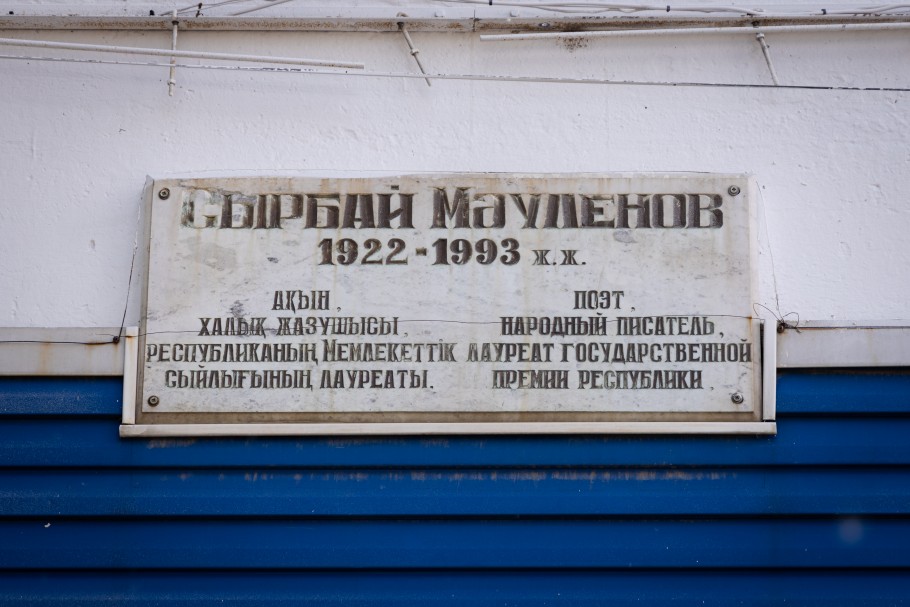 Сырбай Мәуленов
1922-1993 ж.ж.
ақын,
халық жазушысы,
республиканың Мемлекеттік
сыйлығының лауреаты.
поэт,
народный писатель,
лауреат государственной
премии республики.